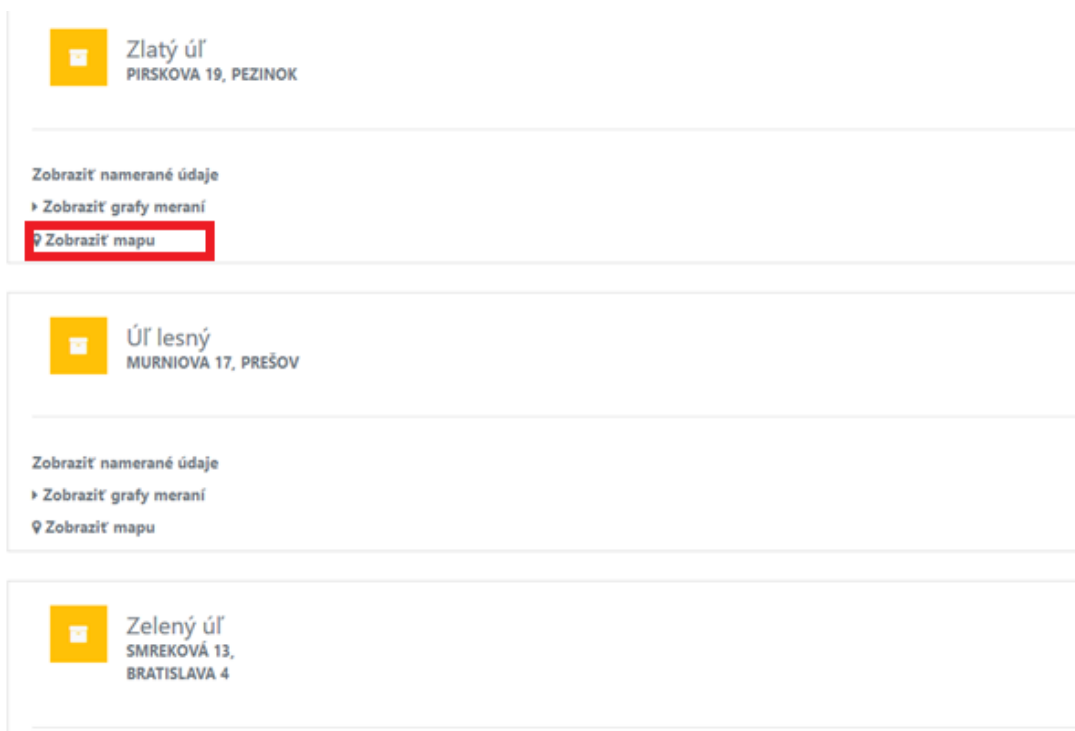 Zlatý úľ
PIRSKOVA 19, PEZINOK
Zobraziť namerané údaje
Zobraziť grafy meraní
Zobraziť mapu
Úľ lesný
MURNIOVA 17, PREŠOV
Zobraziť namerané údaje
Zobraziť grafy meraní
Zobraziť mapu
Zelený úľ
SMREKOVÁ 13,
BRATISLAVA 4